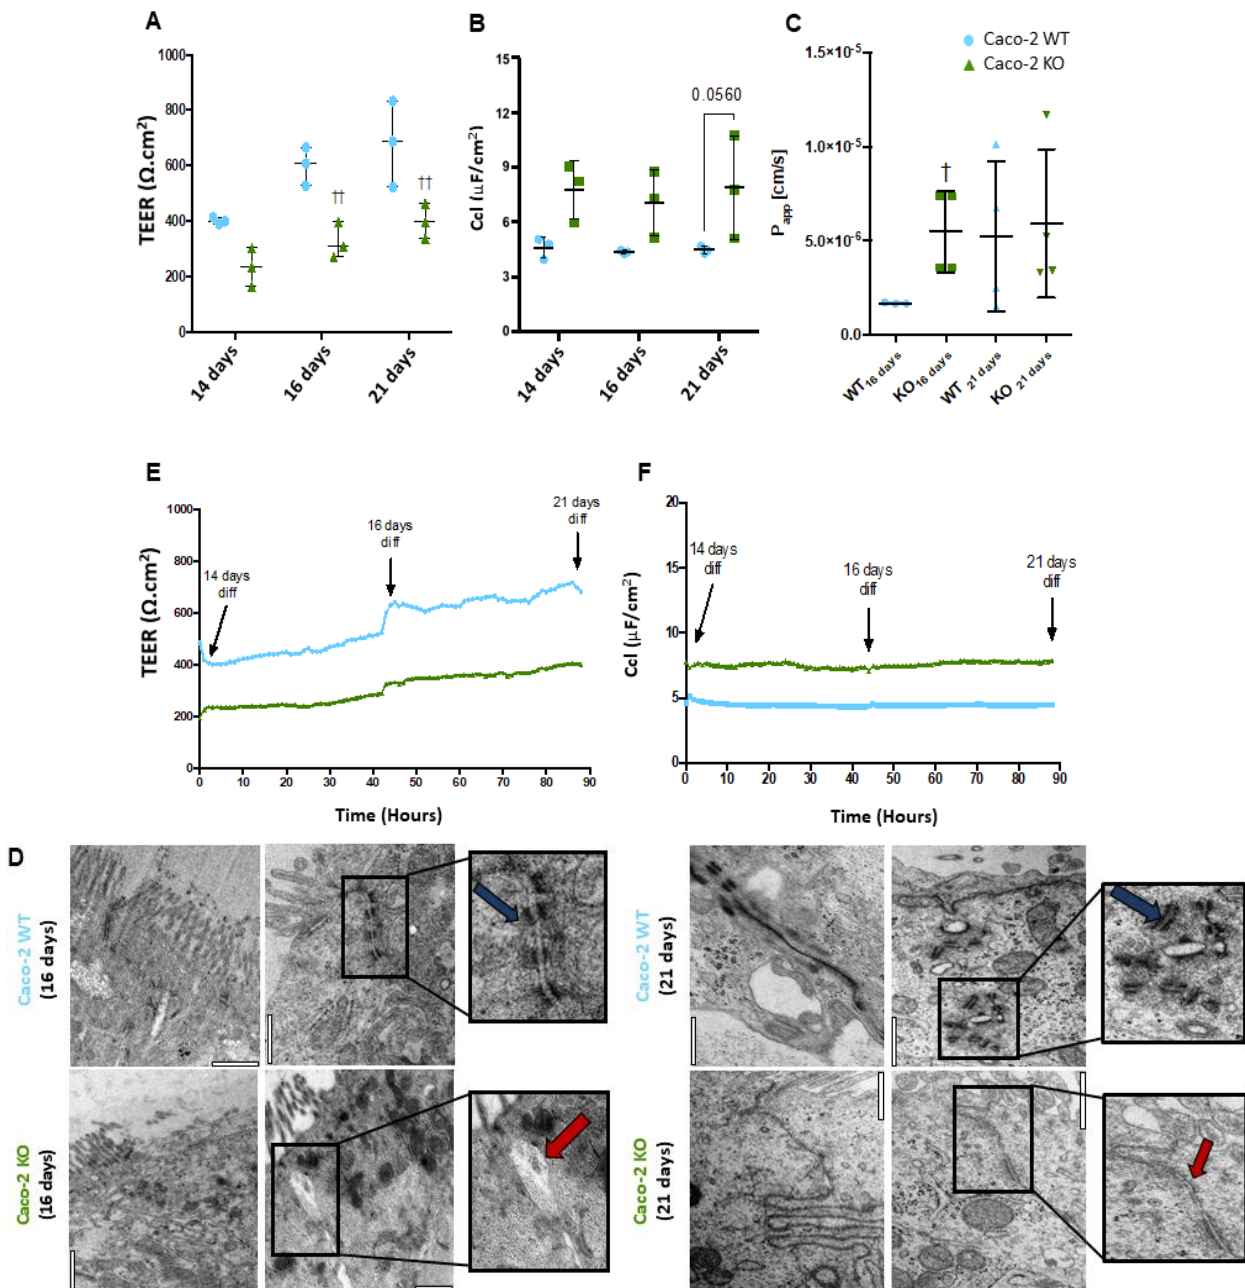 A
TEER (Ω.cm²)
1000
800
600
400
200
0
††
††
14 days
16 days
21 days
B
Ccl (μF/cm²)
15
12
9
6
3
0
0.0560
14 days
16 days
21 days
C
Papp [cm/s]
1.5×10⁻⁵
1.0×10⁻⁵
5.0×10⁻⁶
0.0
Caco-2 WT
Caco-2 KO
†
WT16 days
KO16 days
WT 21 days
KO 21 days
E
TEER (Ω.cm²)
1000
800
600
400
200
0
14 days
diff
16 days
diff
21 days
diff
0 10 20 30 40 50 60 70 80 90
Time (Hours)
F
Ccl (μF/cm²)
20
15
10
5
0
14 days
diff
16 days
diff
21 days
diff
0 10 20 30 40 50 60 70 80 90
Time (Hours)
D
Caco-2 WT
(16 days)
Caco-2 KO
(16 days)
Caco-2 WT
(21 days)
Caco-2 KO
(21 days)